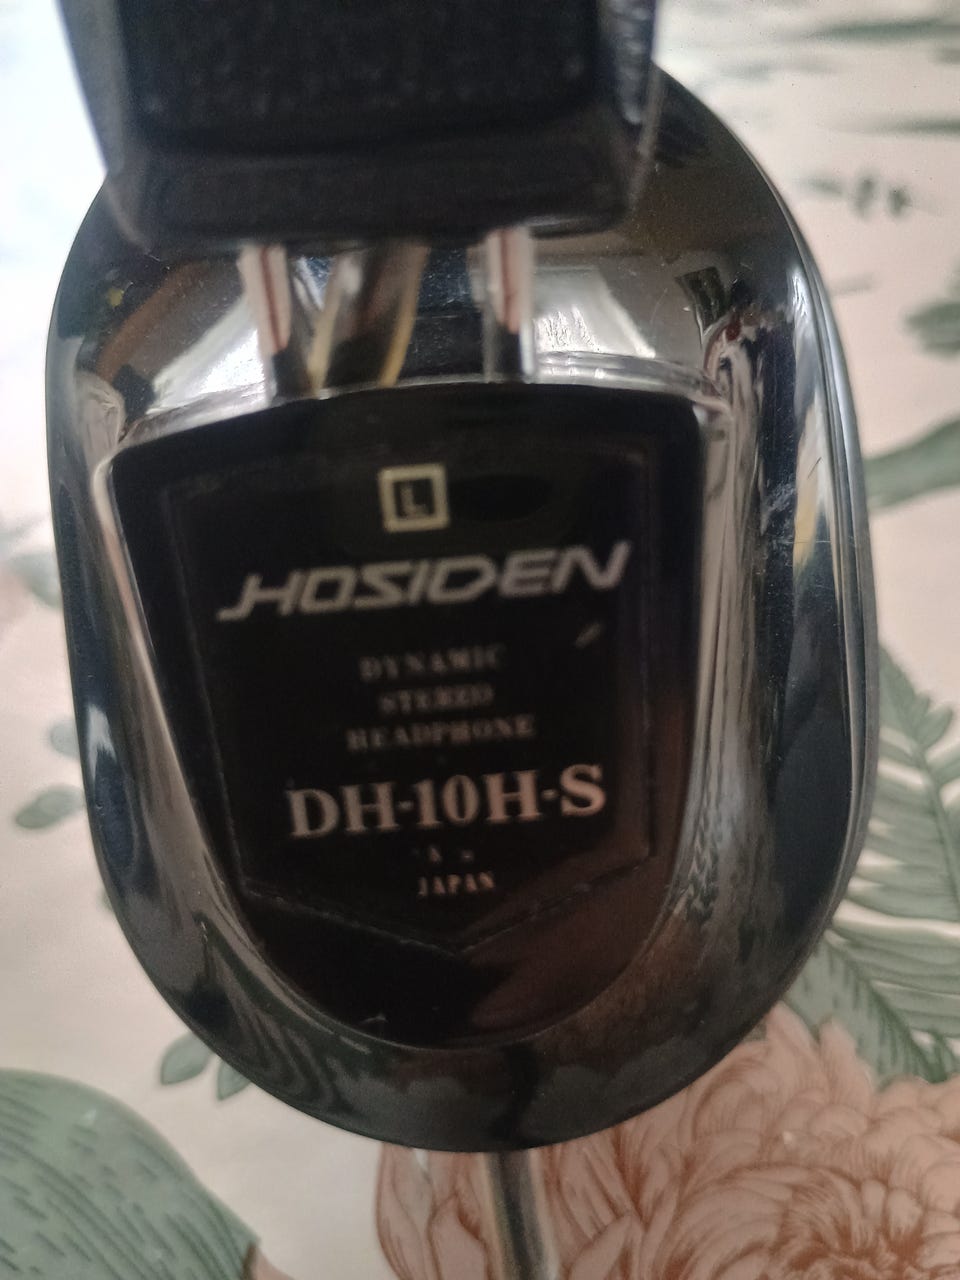 L
HOSIDEN
DYNAMIC
STEREO
HEADPHONE
DH-10H-S
JAPAN